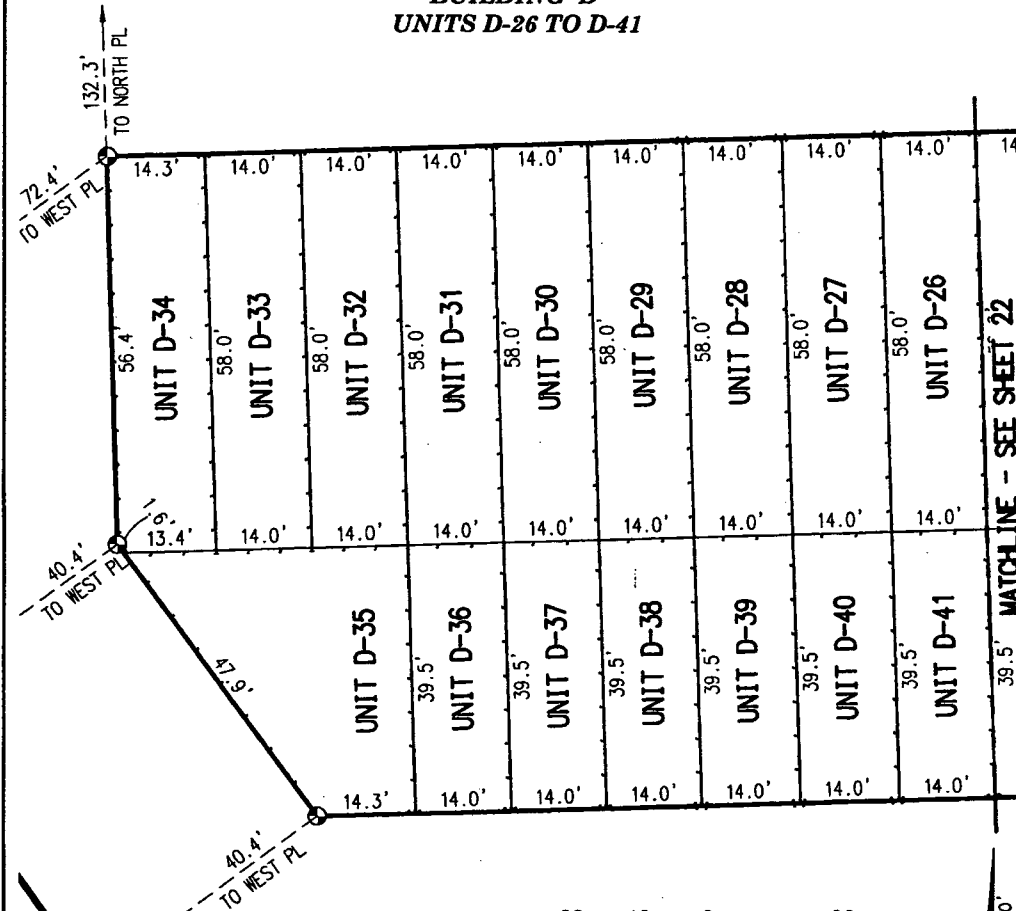 UNITS D-26 TO D-41
132.3'
TO NORTH PL
72.4'
TO WEST PL
14.3' 14.0' 14.0' 14.0' 14.0' 14.0' 14.0' 14.0' 14.0'
56.4'
UNIT D-34
58.0'
UNIT D-33
58.0'
UNIT D-32
58.0'
UNIT D-31
58.0'
UNIT D-30
58.0'
UNIT D-29
58.0'
UNIT D-28
58.0'
UNIT D-27
58.0'
UNIT D-26
MATCHLINE - SEE SHEET 22
1.6'
13.4' 14.0' 14.0' 14.0' 14.0' 14.0' 14.0' 14.0' 14.0'
40.4'
TO WEST PL
47.9'
UNIT D-35
39.5'
UNIT D-36
39.5'
UNIT D-37
39.5'
UNIT D-38
39.5'
UNIT D-39
39.5'
UNIT D-40
39.5'
UNIT D-41
39.5'
14.3' 14.0' 14.0' 14.0' 14.0' 14.0' 14.0'
40.4'
TO WEST PL